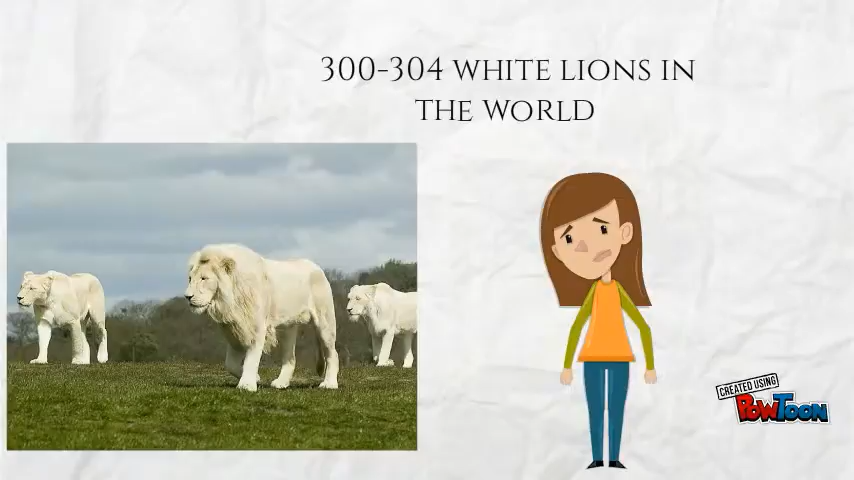 300-304 WHITE LIONS IN
THE WORLD
CREATED USING
POWTOON